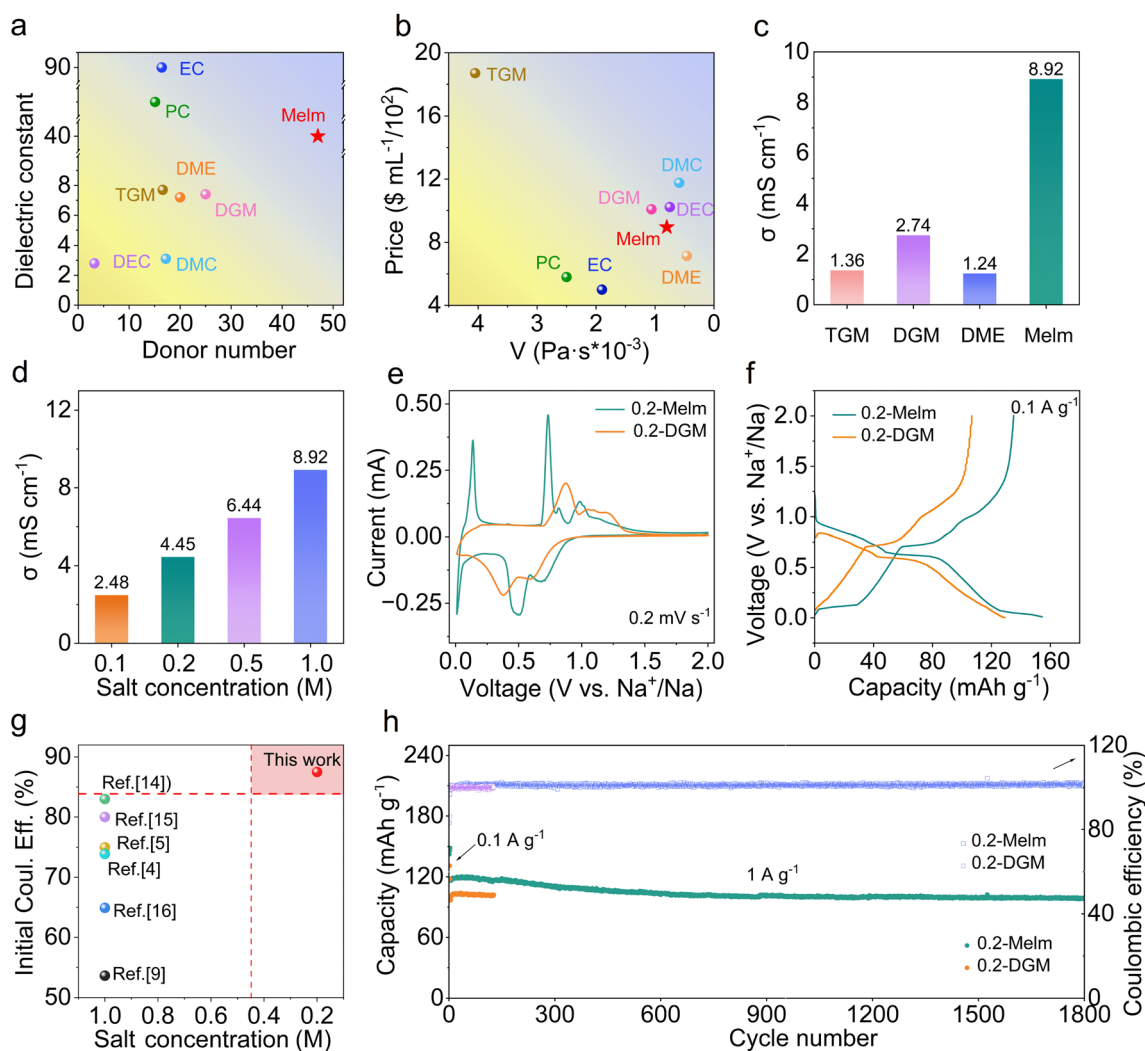 a
Dielectric constant
90
40
8
6
4
2
0
EC
PC
Melm
DME
TGM
DGM
DEC
DMC
0 10 20 30 40 50
Donor number
b
Price ($ mL⁻¹/10²)
20
16
12
8
4
TGM
DMC
DGM
DEC
Melm
PC
EC
DME
4 3 2 1 0
V (Pa·s*10⁻³)
c
σ (mS cm⁻¹)
10
8
6
4
2
0
1.36
2.74
1.24
8.92
TGM DGM DME Melm
d
σ (mS cm⁻¹)
12
9
6
3
0
2.48
4.45
6.44
8.92
0.1 0.2 0.5 1.0
Salt concentration (M)
e
Current (mA)
0.50
0.25
0.00
−0.25
0.2-Melm
0.2-DGM
0.2 mV s⁻¹
0.0 0.5 1.0 1.5 2.0
Voltage (V vs. Na⁺/Na)
f
Voltage (V vs. Na⁺/Na)
2.0
1.5
1.0
0.5
0.0
0.2-Melm
0.2-DGM
0.1 A g⁻¹
0 40 80 120 160
Capacity (mAh g⁻¹)
g
Initial Coul. Eff. (%)
90
80
70
60
50
This work
Ref.[14])
Ref.[15]
Ref.[5]
Ref.[4]
Ref.[16]
Ref.[9]
1.0 0.8 0.6 0.4 0.2
Salt concentration (M)
h
Capacity (mAh g⁻¹)
240
210
180
150
120
90
60
30
0
0.1 A g⁻¹
1 A g⁻¹
0.2-Melm
0.2-DGM
0.2-Melm
0.2-DGM
120
80
40
0
Coulombic efficiency (%)
0 300 600 900 1200 1500 1800
Cycle number